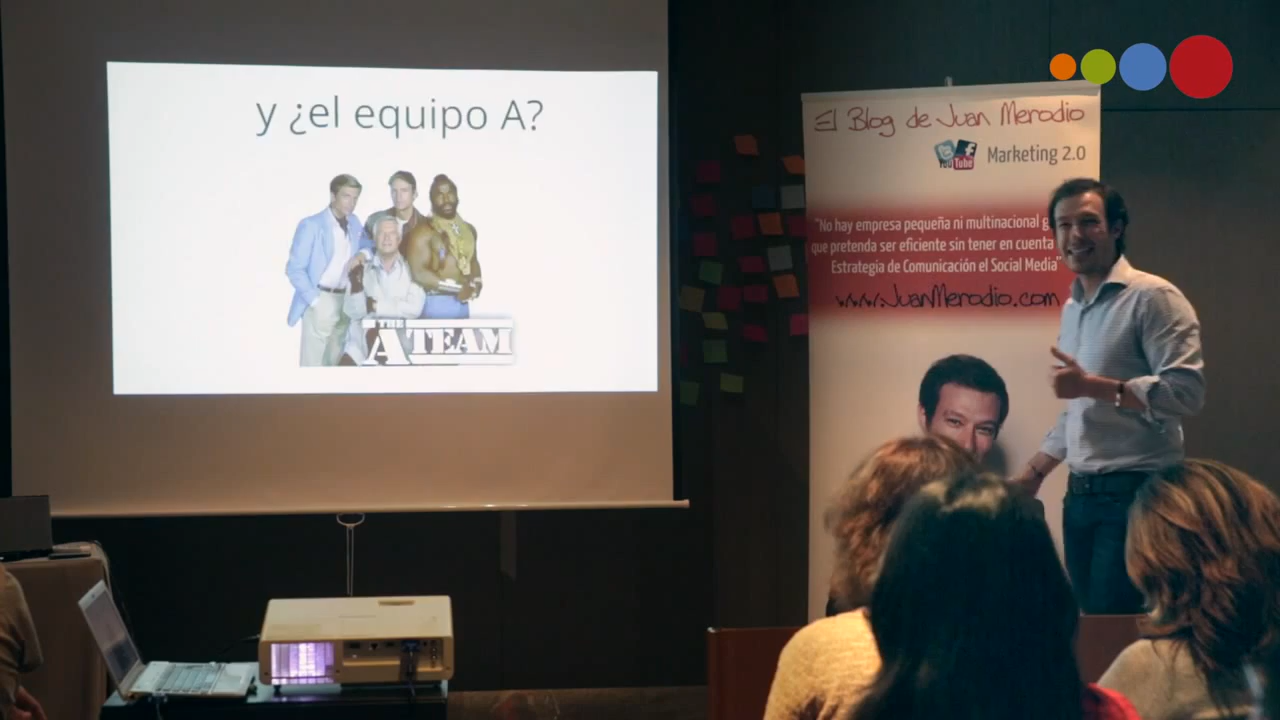 y ¿el equipo A?
THE
A TEAM
El Blog de Juan Merodio
You Tube
Marketing 2.0
"No hay empresa pequeña ni multinacional g
que pretenda ser eficiente sin tener en cuenta
Estrategia de Comunicación el Social Media"
www.JuanMerodio.com